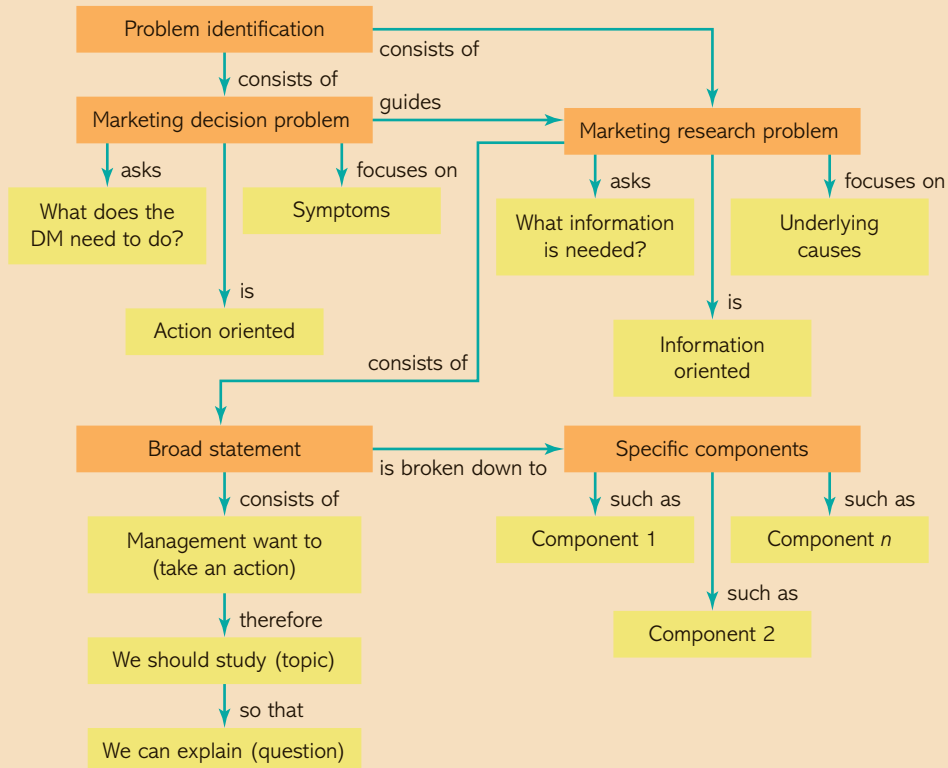 Problem identification
consists of
consists of
Marketing decision problem
guides
Marketing research problem
asks
focuses on
What does the
DM need to do?
Symptoms
is
Action oriented
asks
focuses on
What information
is needed?
Underlying
causes
is
Information
oriented
consists of
Broad statement
is broken down to
Specific components
consists of
Management want to
(take an action)
therefore
We should study (topic)
so that
We can explain (question)
such as
such as
Component 1
Component n
such as
Component 2